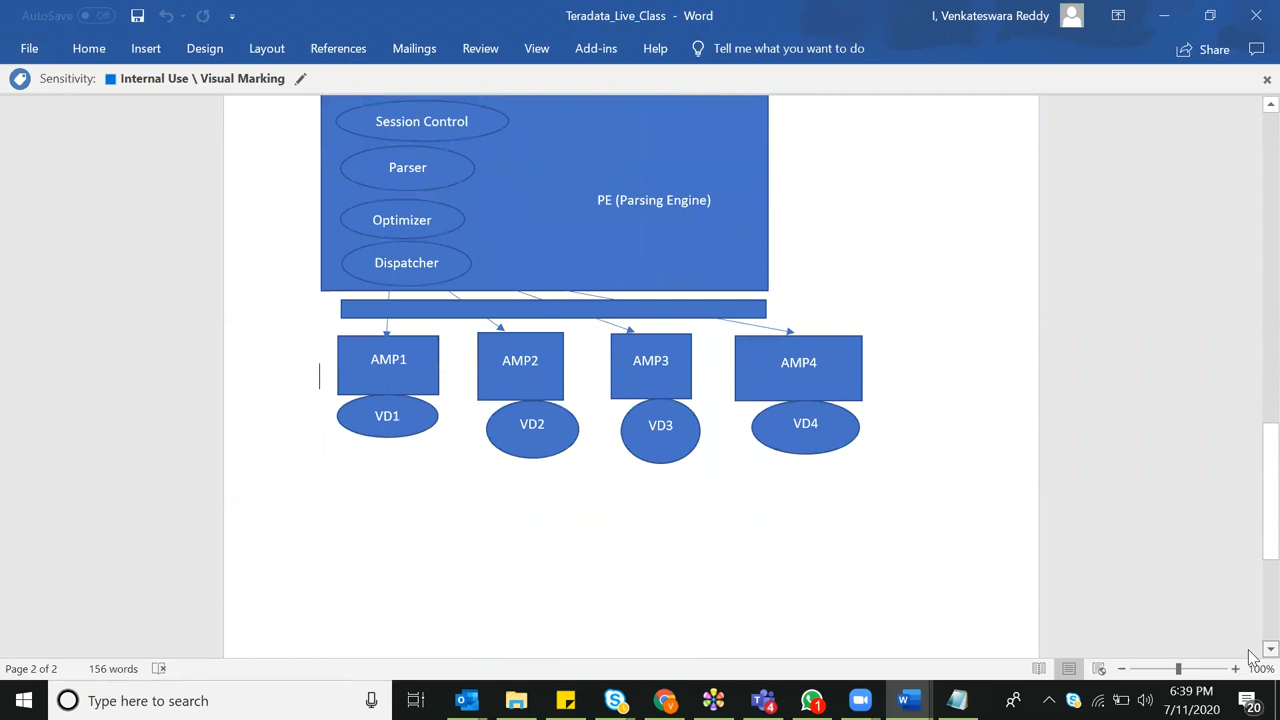 AutoSave Off
Teradata_Live_Class - Word
I, Venkateswara Reddy
File Home Insert Design Layout References Mailings Review View Add-ins Help Tell me what you want to do Share
Sensitivity: Internal Use \ Visual Marking
Session Control
Parser
PE (Parsing Engine)
Optimizer
Dispatcher
AMP1 AMP2 AMP3 AMP4
VD1 VD2 VD3 VD4
Page 2 of 2 156 words 100%
Type here to search
4
1
6:39 PM
7/11/2020
20